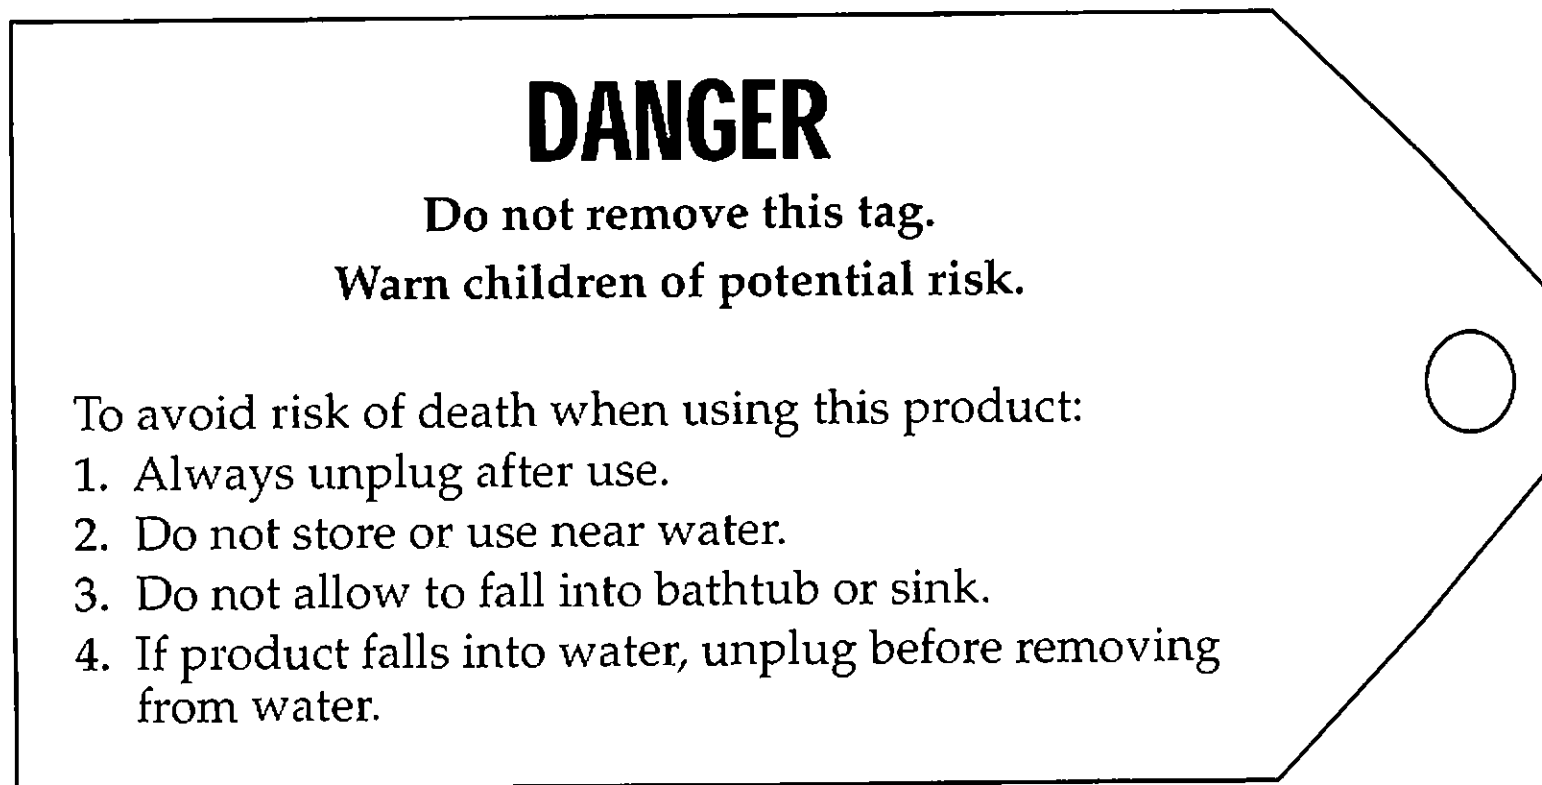 DANGER
Do not remove this tag.
Warn children of potential risk.
To avoid risk of death when using this product:
1. Always unplug after use.
2. Do not store or use near water.
3. Do not allow to fall into bathtub or sink.
4. If product falls into water, unplug before removing
from water.